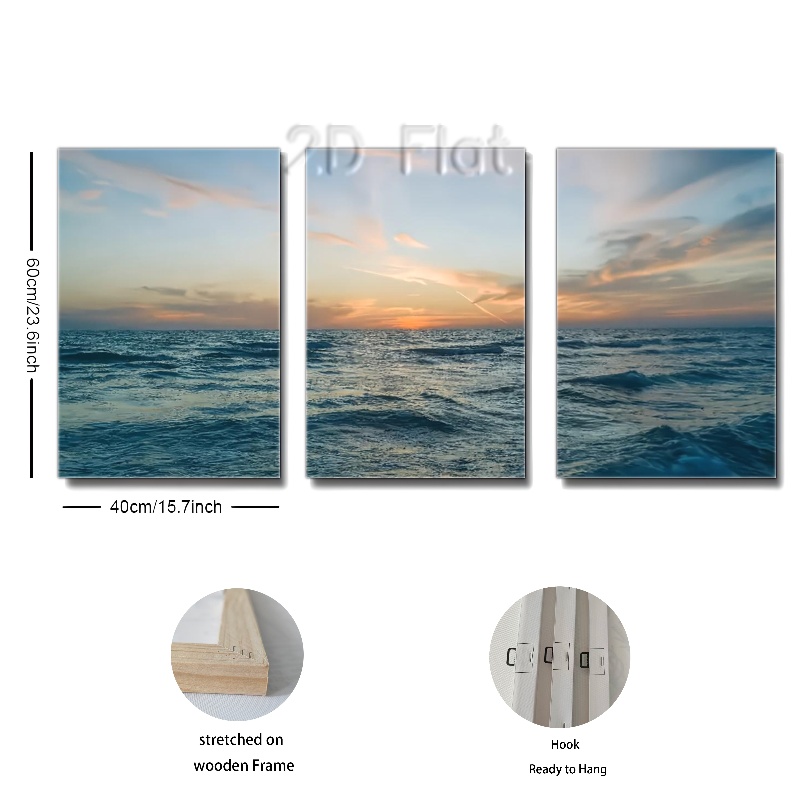 2D Flat
60cm/23.6inch
40cm/15.7inch
stretched on
wooden Frame
Hook
Ready to Hang